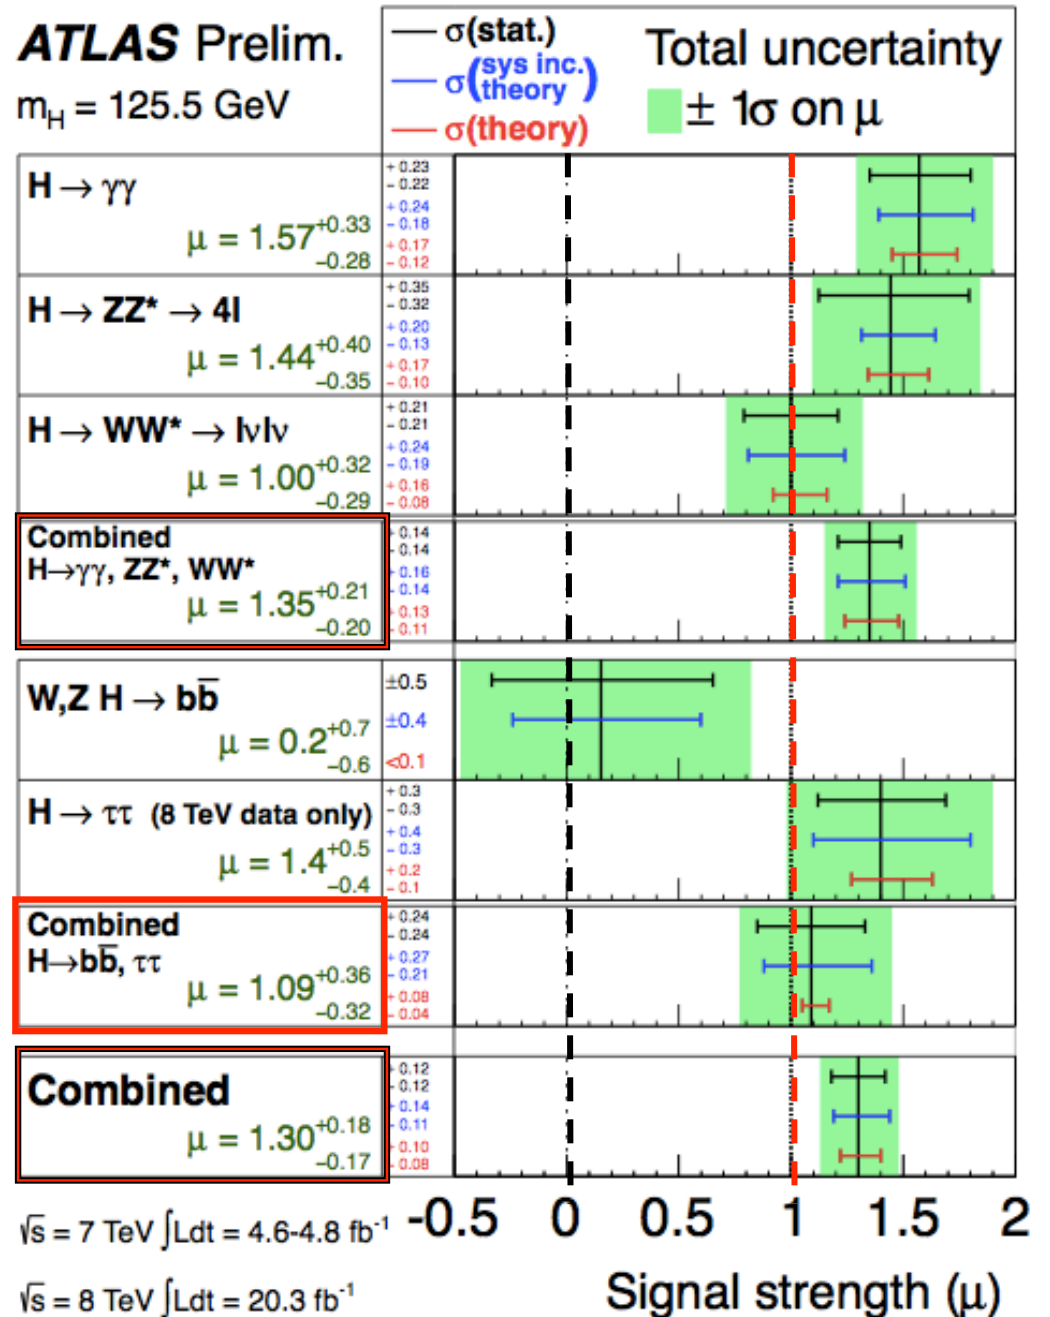 ATLAS Prelim.
m_H = 125.5 GeV
σ(stat.)
σ(sys inc. theory)
σ(theory)
Total uncertainty
± 1σ on μ
H → γγ
μ = 1.57 +0.33 −0.28
+ 0.23
- 0.22
+ 0.24
- 0.18
+ 0.17
- 0.12
H → ZZ* → 4l
μ = 1.44 +0.40 −0.35
+ 0.35
- 0.32
+ 0.20
- 0.13
+ 0.17
- 0.10
H → WW* → lνlν
μ = 1.00 +0.32 −0.29
+ 0.21
- 0.21
+ 0.24
- 0.19
+ 0.16
- 0.08
Combined
H→γγ, ZZ*, WW*
μ = 1.35 +0.21 −0.20
+ 0.14
- 0.14
+ 0.16
- 0.14
+ 0.13
- 0.11
W,Z H → bb̅
μ = 0.2 +0.7 −0.6
±0.5
±0.4
<0.1
H → ττ (8 TeV data only)
μ = 1.4 +0.5 −0.4
+ 0.3
- 0.3
+ 0.4
- 0.3
+ 0.2
- 0.1
Combined
H→bb̅, ττ
μ = 1.09 +0.36 −0.32
+ 0.24
- 0.24
+ 0.27
- 0.21
+ 0.08
- 0.04
Combined
μ = 1.30 +0.18 −0.17
+ 0.12
- 0.12
+ 0.14
- 0.11
+ 0.10
- 0.08
-0.5 0 0.5 1 1.5 2
√s = 7 TeV ∫Ldt = 4.6-4.8 fb⁻¹
√s = 8 TeV ∫Ldt = 20.3 fb⁻¹
Signal strength (μ)